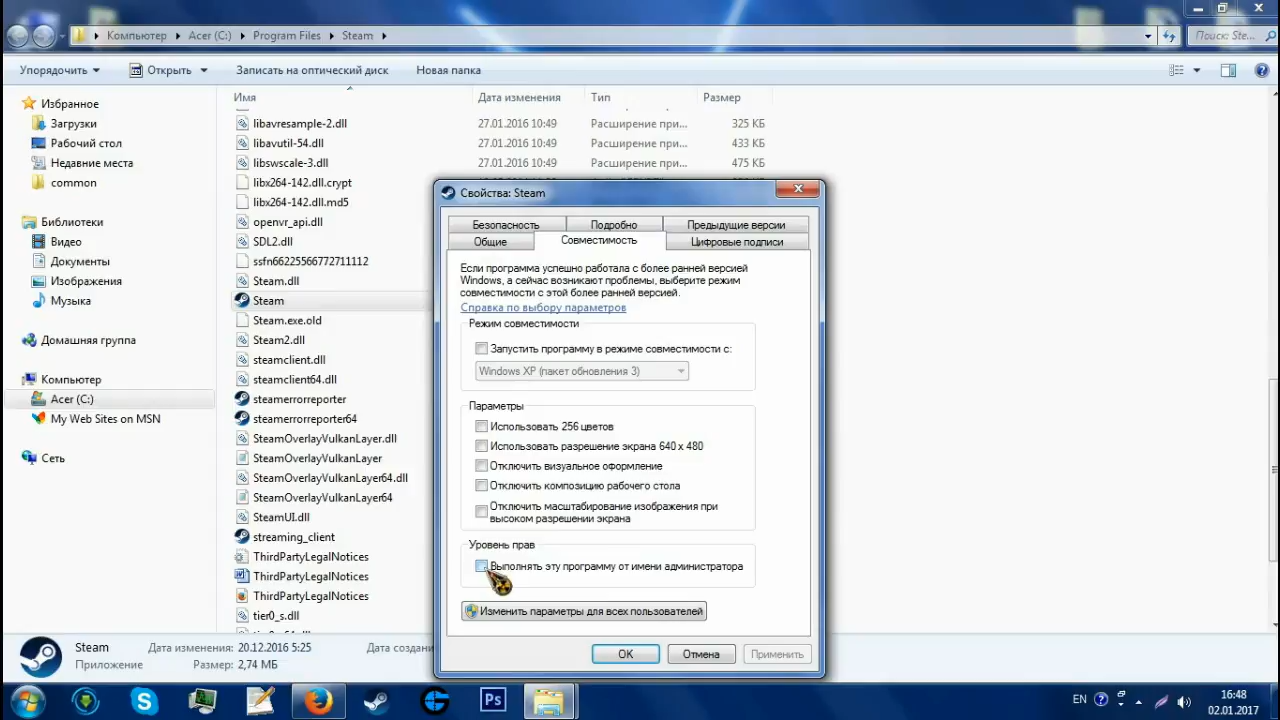 Компьютер Acer (C:) Program Files Steam
Поиск: Ste...
Упорядочить Открыть Записать на оптический диск Новая папка
Имя Дата изменения Тип Размер
Избранное
Загрузки
Рабочий стол
Недавние места
common
Библиотеки
Видео
Документы
Изображения
Музыка
Домашняя группа
Компьютер
Acer (C:)
My Web Sites on MSN
Сеть
libavresample-2.dll 27.01.2016 10:49 Расширение при... 325 КБ
libavutil-54.dll 27.01.2016 10:49 Расширение при... 433 КБ
libswscale-3.dll 27.01.2016 10:49 Расширение при... 475 КБ
libx264-142.dll.crypt
libx264-142.dll.md5
openvr_api.dll
SDL2.dll
ssfn66225566772711112
Steam.dll
Steam
Steam.exe.old
Steam2.dll
steamclient.dll
steamclient64.dll
steamerrorreporter
steamerrorreporter64
SteamOverlayVulkanLayer.dll
SteamOverlayVulkanLayer
SteamOverlayVulkanLayer64.dll
SteamOverlayVulkanLayer64
SteamUI.dll
streaming_client
ThirdPartyLegalNotices
ThirdPartyLegalNotices
ThirdPartyLegalNotices
tier0_s.dll
Свойства: Steam
Безопасность Подробно Предыдущие версии
Общие Совместимость Цифровые подписи
Если программа успешно работала с более ранней версией
Windows, а сейчас возникают проблемы, выберите режим
совместимости с этой более ранней версией.
Справка по выбору параметров
Режим совместимости
Запустить программу в режиме совместимости с:
Windows XP (пакет обновления 3)
Параметры
Использовать 256 цветов
Использовать разрешение экрана 640 x 480
Отключить визуальное оформление
Отключить композицию рабочего стола
Отключить масштабирование изображения при
высоком разрешении экрана
Уровень прав
Выполнять эту программу от имени администратора
Изменить параметры для всех пользователей
OK Отмена Применить
Steam Дата изменения: 20.12.2016 5:25 Дата создани
Приложение Размер: 2,74 МБ
Ps
EN
16:48
02.01.2017